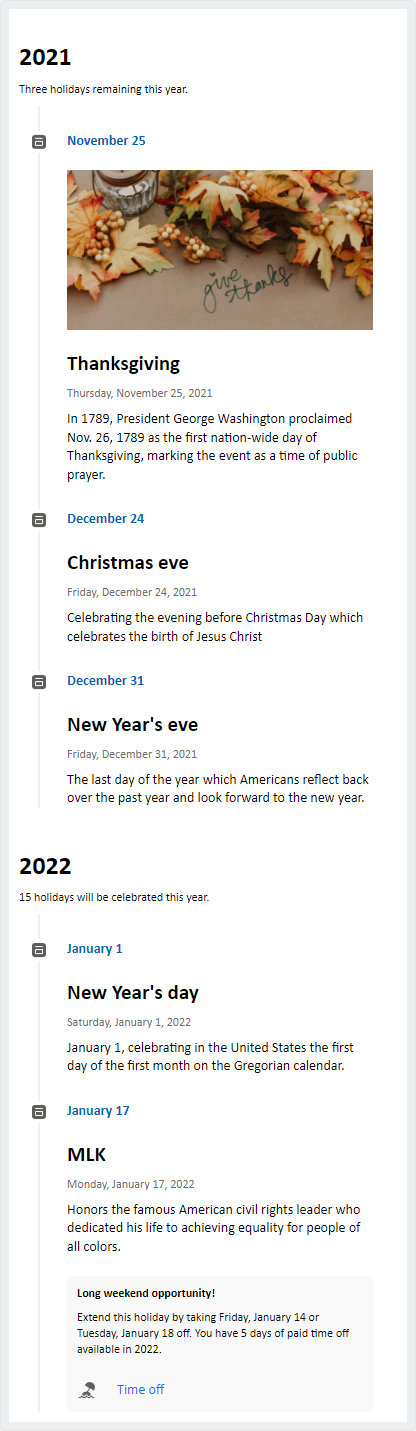 2021
Three holidays remaining this year.
November 25
give
thanks
Thanksgiving
Thursday, November 25, 2021
In 1789, President George Washington proclaimed
Nov. 26, 1789 as the first nation-wide day of
Thanksgiving, marking the event as a time of public
prayer.
December 24
Christmas eve
Friday, December 24, 2021
Celebrating the evening before Christmas Day which
celebrates the birth of Jesus Christ
December 31
New Year's eve
Friday, December 31, 2021
The last day of the year which Americans reflect back
over the past year and look forward to the new year.
2022
15 holidays will be celebrated this year.
January 1
New Year's day
Saturday, January 1, 2022
January 1, celebrating in the United States the first
day of the first month on the Gregorian calendar.
January 17
MLK
Monday, January 17, 2022
Honors the famous American civil rights leader who
dedicated his life to achieving equality for people of
all colors.
Long weekend opportunity!
Extend this holiday by taking Friday, January 14 or
Tuesday, January 18 off. You have 5 days of paid time off
available in 2022.
Time off